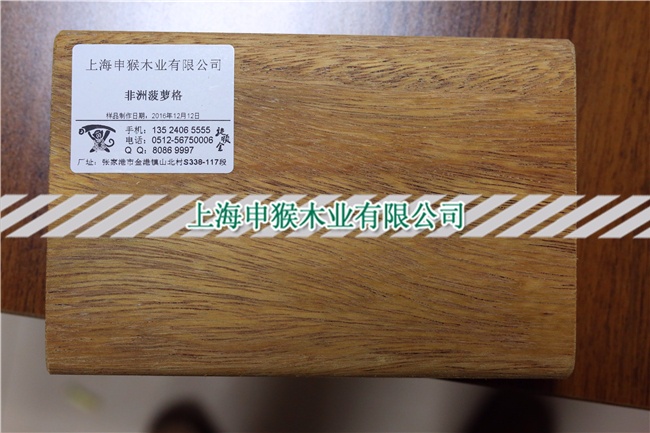 上海申猴木业有限公司
非洲菠萝格
样品制作日期：2016年12月12日
手机：135 2406 5555
电话：0512-56750006
Q Q：8086 9997
厂址：张家港市金港镇山北村S338-117段
上海申猴木业有限公司